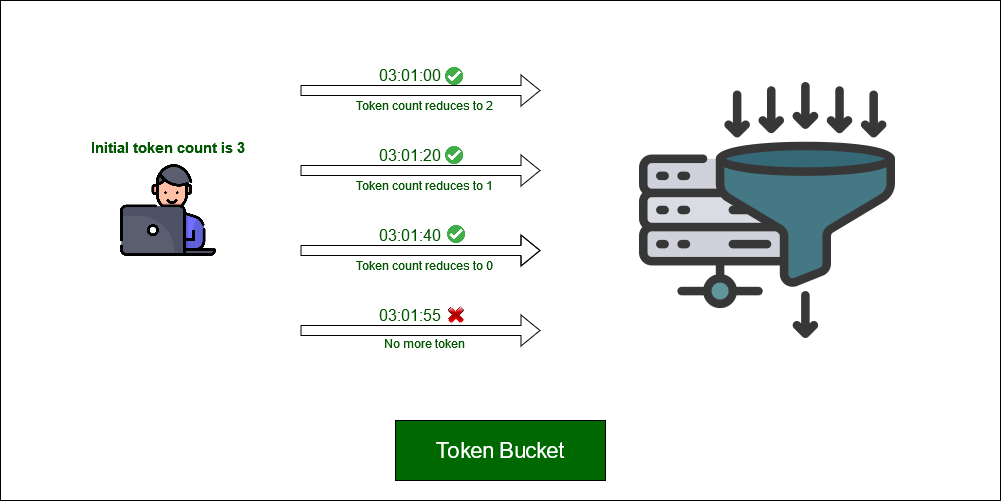 03:01:00
Token count reduces to 2
Initial token count is 3
03:01:20
Token count reduces to 1
03:01:40
Token count reduces to 0
03:01:55
No more token
Token Bucket